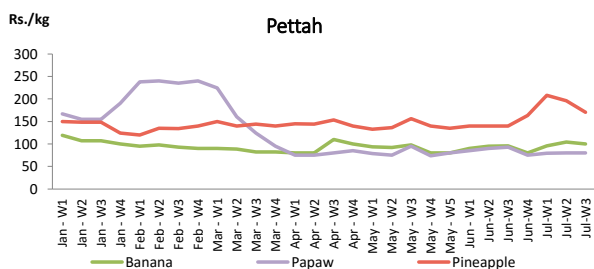 Rs./kg
Pettah
300
250
200
150
100
50
0
Jan - W1
Jan - W2
Jan - W3
Jan - W4
Feb - W1
Feb - W2
Feb - W3
Feb - W4
Mar - W1
Mar - W2
Mar - W3
Mar - W4
Apr - W1
Apr - W2
Apr - W3
Apr - W4
May - W1
May - W2
May - W3
May - W4
May - W5
Jun - W1
Jun-W2
Jun-W3
Jun-W4
Jul-W1
Jul-W2
Jul-W3
Banana
Papaw
Pineapple